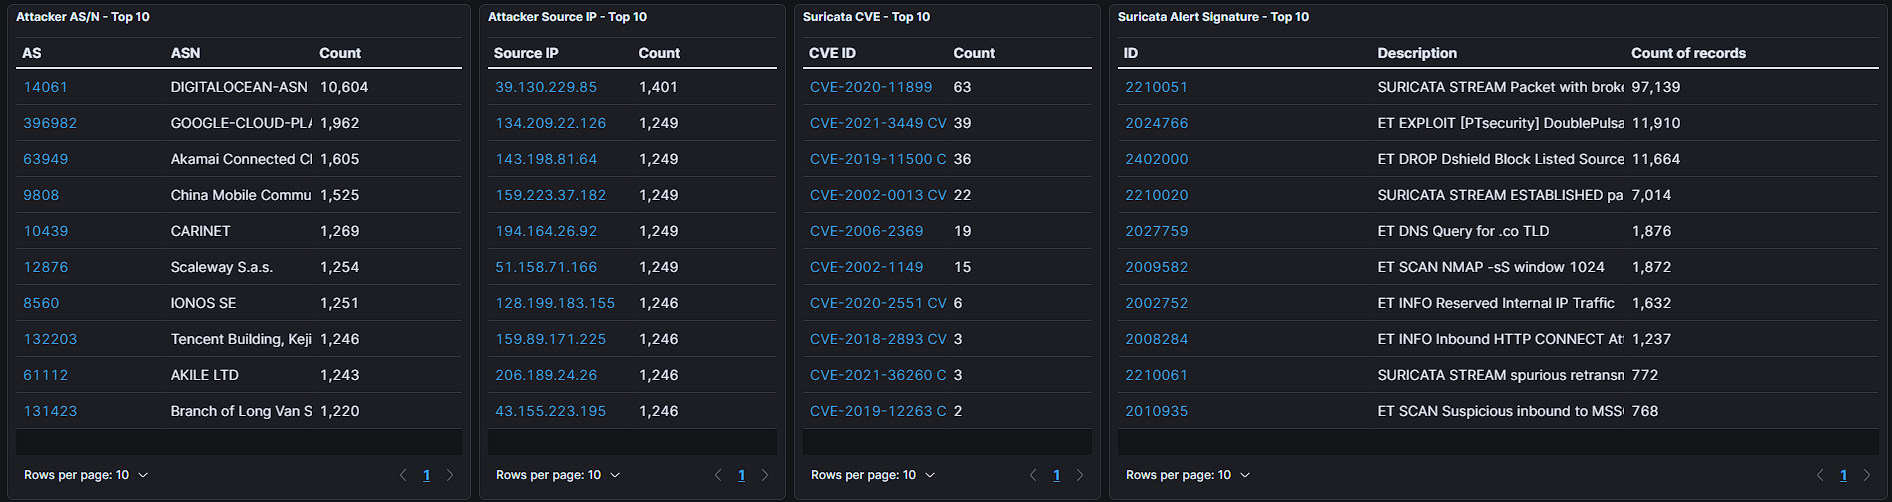 Attacker AS/N - Top 10
AS ASN Count
14061 DIGITALOCEAN-ASN 10,604
396982 GOOGLE-CLOUD-PLA 1,962
63949 Akamai Connected Cl 1,605
9808 China Mobile Commu 1,525
10439 CARINET 1,269
12876 Scaleway S.a.s. 1,254
8560 IONOS SE 1,251
132203 Tencent Building, Keji 1,246
61112 AKILE LTD 1,243
131423 Branch of Long Van S 1,220
Rows per page: 10 1
Attacker Source IP - Top 10
Source IP Count
39.130.229.85 1,401
134.209.22.126 1,249
143.198.81.64 1,249
159.223.37.182 1,249
194.164.26.92 1,249
51.158.71.166 1,249
128.199.183.155 1,246
159.89.171.225 1,246
206.189.24.26 1,246
43.155.223.195 1,246
Rows per page: 10 1
Suricata CVE - Top 10
CVE ID Count
CVE-2020-11899 63
CVE-2021-3449 CV 39
CVE-2019-11500 C 36
CVE-2002-0013 CV 22
CVE-2006-2369 19
CVE-2002-1149 15
CVE-2020-2551 CV 6
CVE-2018-2893 CV 3
CVE-2021-36260 C 3
CVE-2019-12263 C 2
Rows per page: 10 1
Suricata Alert Signature - Top 10
ID Description Count of records
2210051 SURICATA STREAM Packet with broke 97,139
2024766 ET EXPLOIT [PTsecurity] DoublePulsa 11,910
2402000 ET DROP Dshield Block Listed Source 11,664
2210020 SURICATA STREAM ESTABLISHED pa 7,014
2027759 ET DNS Query for .co TLD 1,876
2009582 ET SCAN NMAP -sS window 1024 1,872
2002752 ET INFO Reserved Internal IP Traffic 1,632
2008284 ET INFO Inbound HTTP CONNECT Att 1,237
2210061 SURICATA STREAM spurious retransm 772
2010935 ET SCAN Suspicious inbound to MSS 768
Rows per page: 10 1